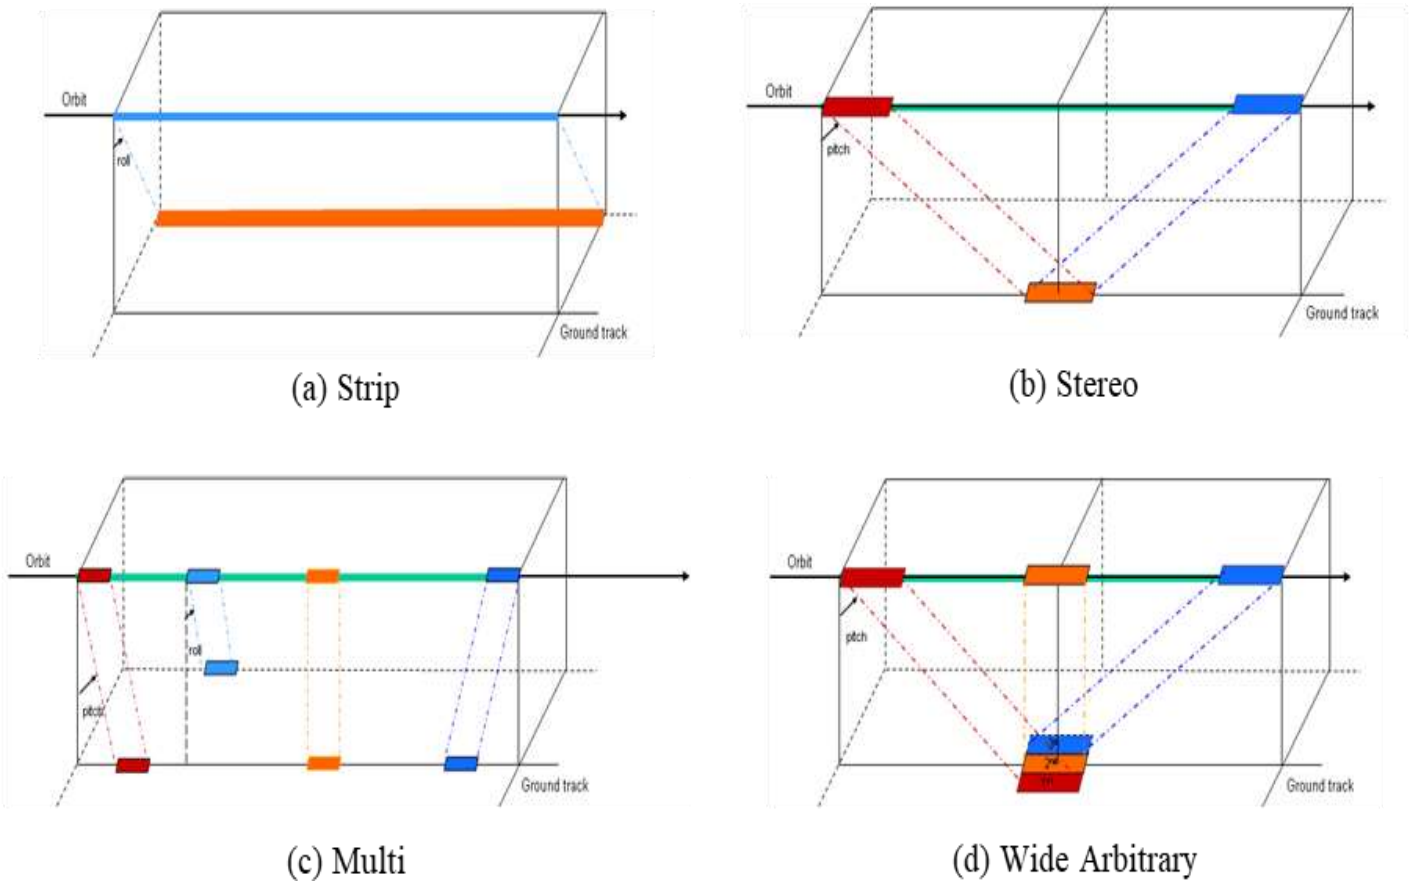 Orbit
roll
Ground track
(a) Strip
Orbit
pitch
Ground track
(b) Stereo
Orbit
roll
pitch
Ground track
(c) Multi
Orbit
pitch
Ground track
(d) Wide Arbitrary